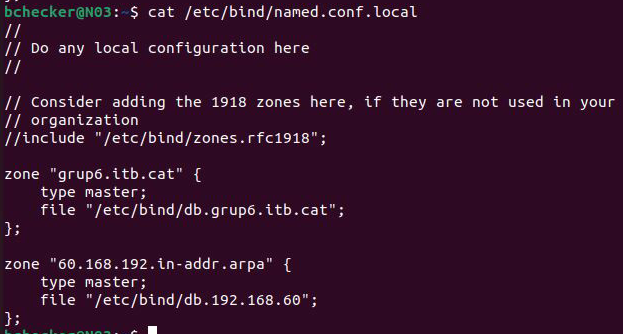 bchecker@N03:~$ cat /etc/bind/named.conf.local
//
// Do any local configuration here
//
// Consider adding the 1918 zones here, if they are not used in your
// organization
//include "/etc/bind/zones.rfc1918";
zone "grup6.itb.cat" {
    type master;
    file "/etc/bind/db.grup6.itb.cat";
};
zone "60.168.192.in-addr.arpa" {
    type master;
    file "/etc/bind/db.192.168.60";
};
bchecker@N03:~$